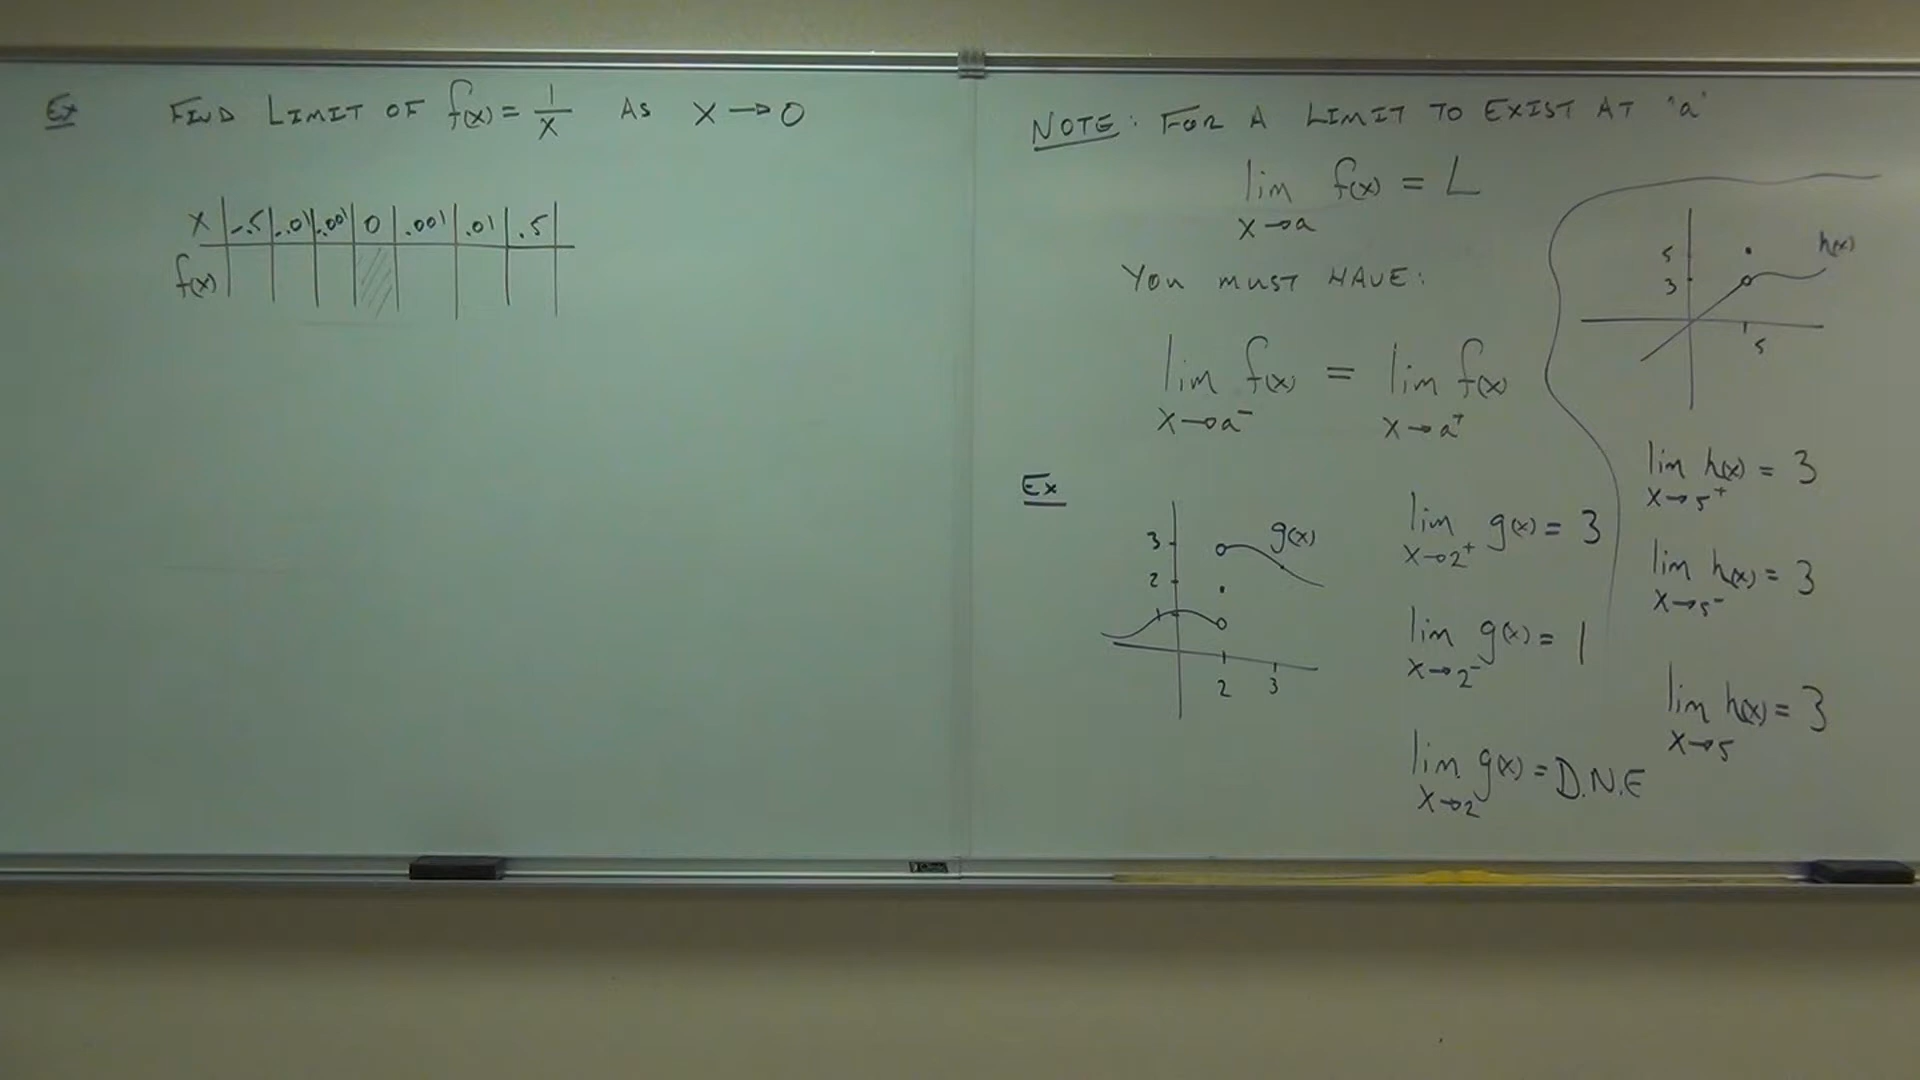 Ex FIND LIMIT OF f(x) = 1/x AS x → 0
x | -.5 | -.01 | -.001 | 0 | .001 | .01 | .5
f(x)
NOTE: FOR A LIMIT TO EXIST AT 'a'
lim x→a f(x) = L
YOU MUST HAVE:
lim x→a⁻ f(x) = lim x→a⁺ f(x)
Ex
3
2
1
2 3
g(x)
lim x→2⁺ g(x) = 3
lim x→2⁻ g(x) = 1
lim x→2 g(x) = D.N.E
5
3
5
h(x)
lim x→5⁺ h(x) = 3
lim x→5⁻ h(x) = 3
lim x→5 h(x) = 3